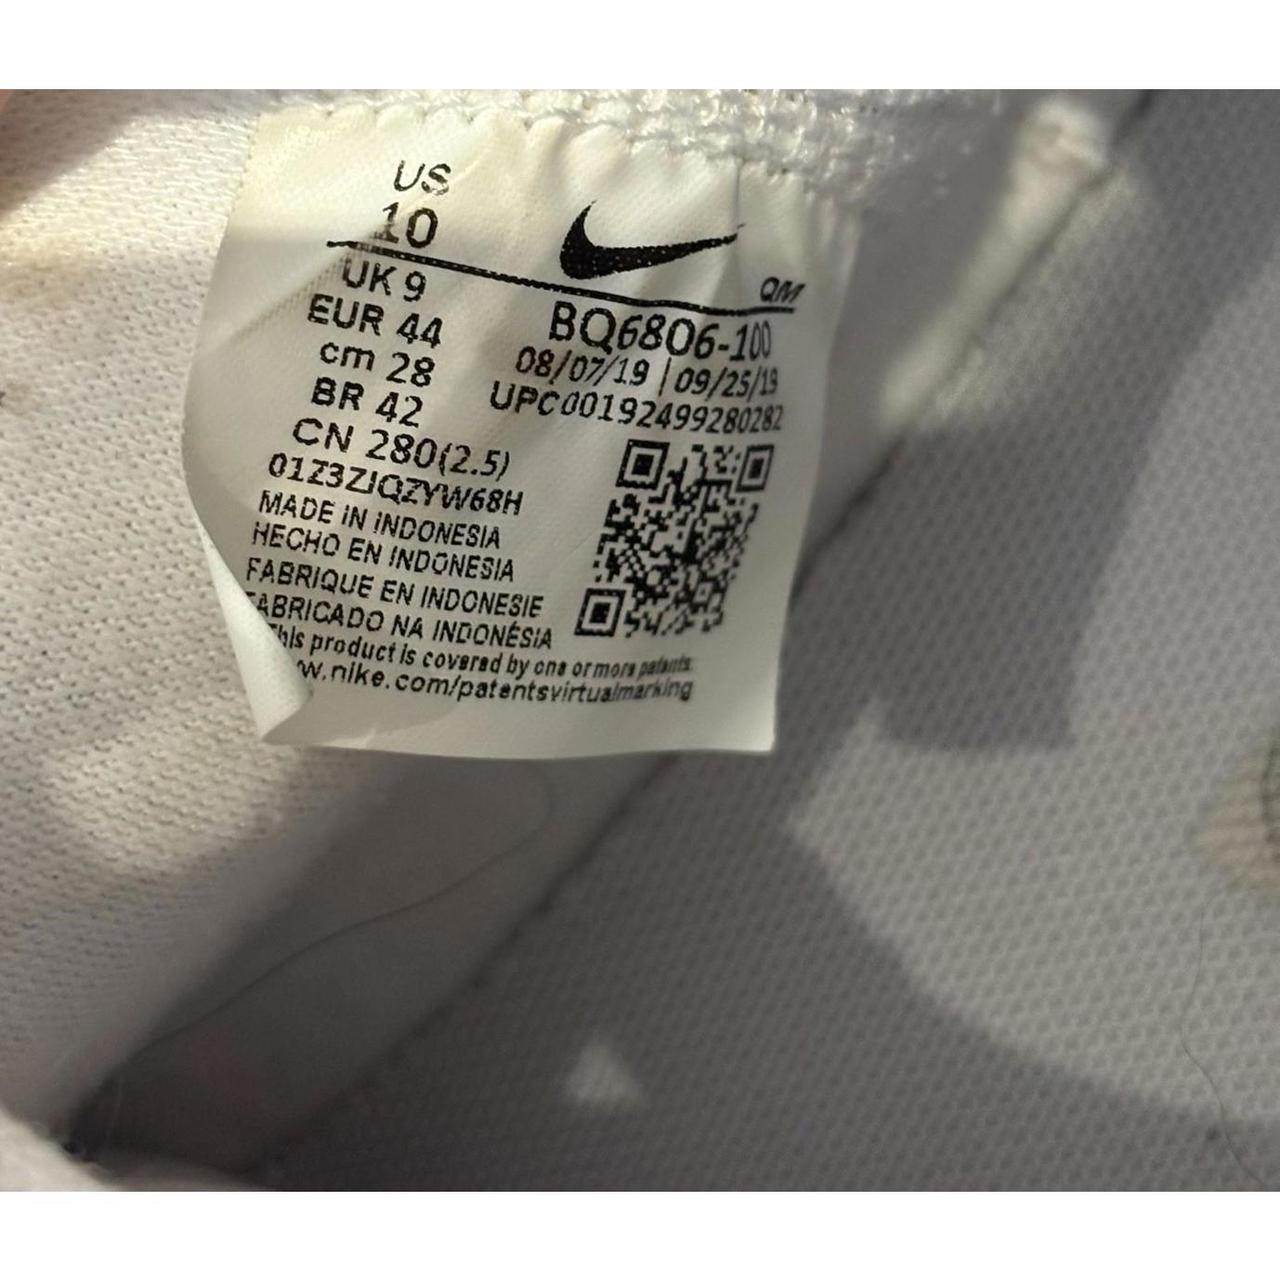 US
10
QM
UK 9
EUR 44
cm 28
BR 42
CN 280(2.5)
01Z3ZJQZYW68H
BQ6806-100
08/07/19 | 09/25/19
UPC00192499280282
MADE IN INDONESIA
HECHO EN INDONESIA
FABRIQUE EN INDONESIE
FABRICADO NA INDONÉSIA
This product is covered by one or more patents:
www.nike.com/patentsvirtualmarking